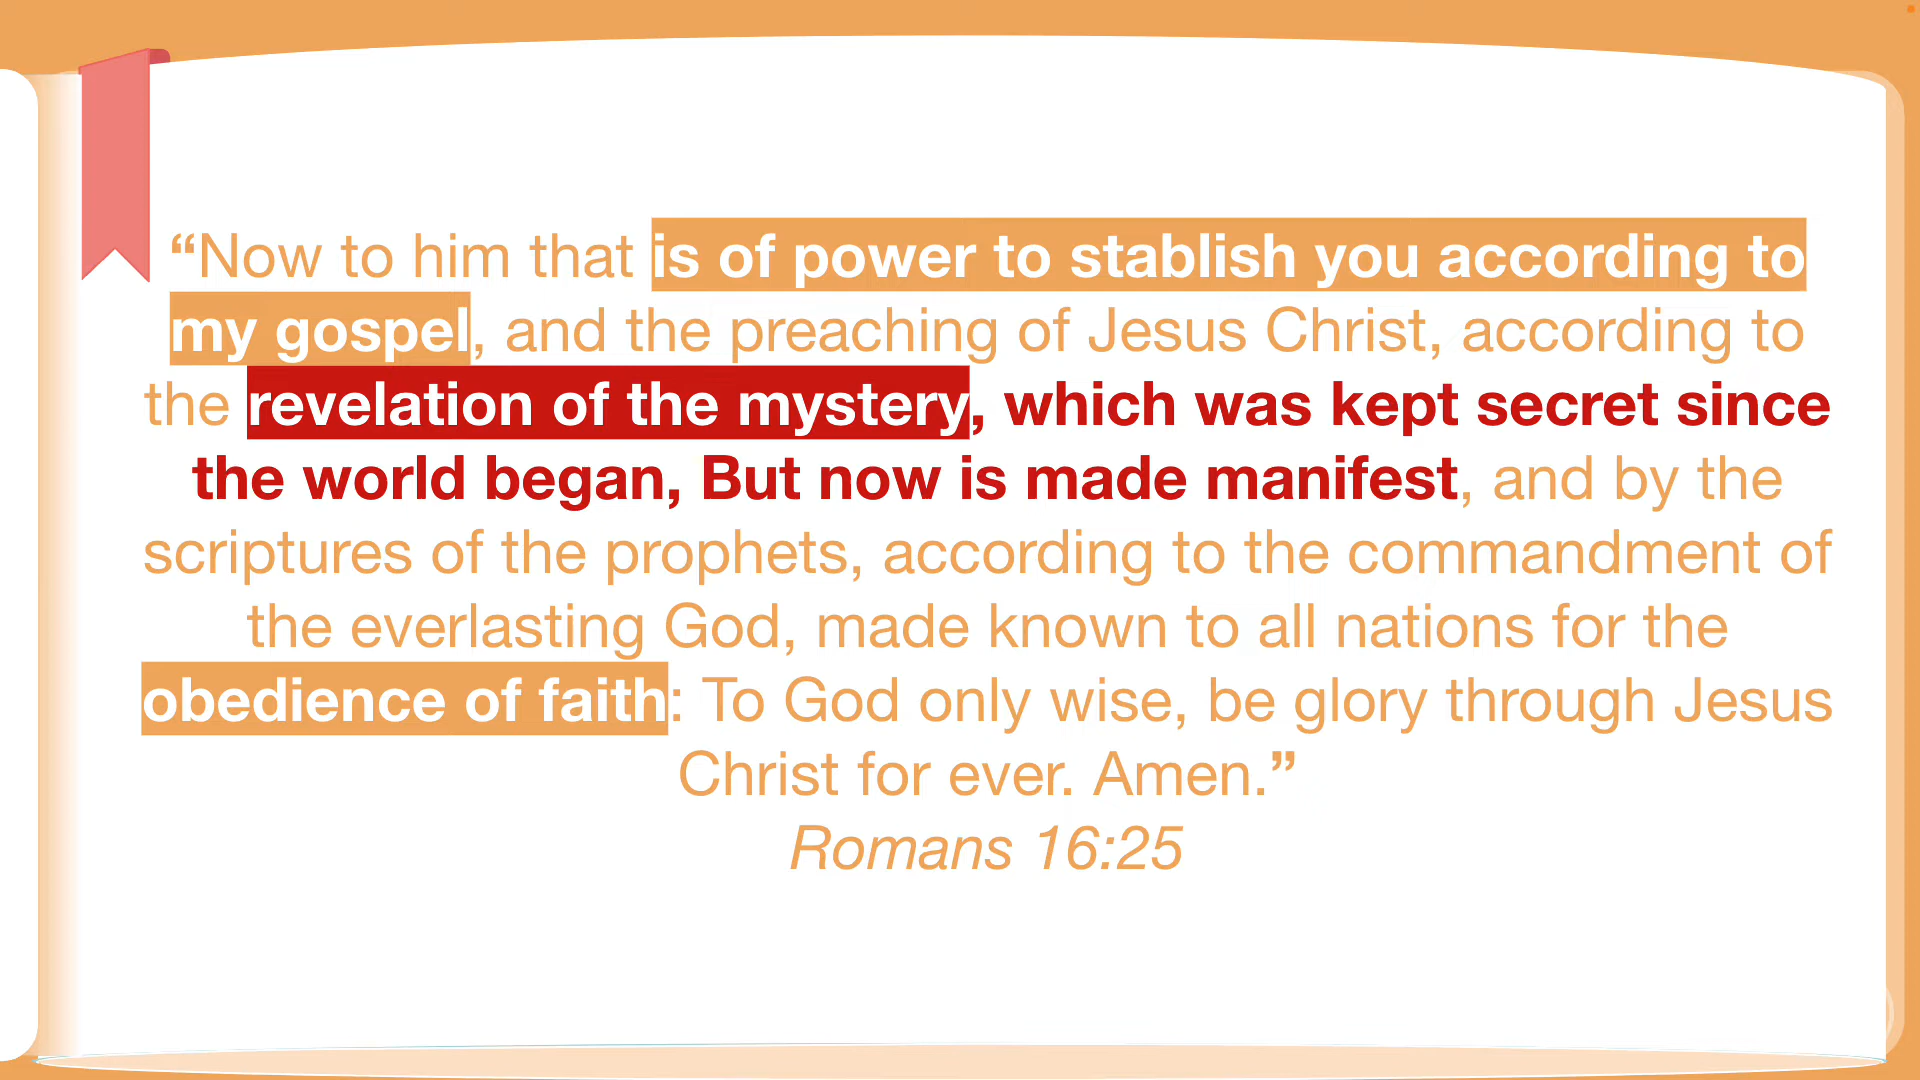 “Now to him that is of power to stablish you according to
my gospel, and the preaching of Jesus Christ, according to
the revelation of the mystery, which was kept secret since
the world began, But now is made manifest, and by the
scriptures of the prophets, according to the commandment of
the everlasting God, made known to all nations for the
obedience of faith: To God only wise, be glory through Jesus
Christ for ever. Amen.”
Romans 16:25